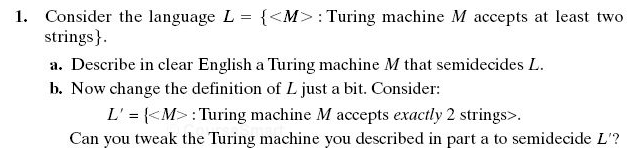 1. Consider the language L = {<M> : Turing machine M accepts at least two
strings}.
a. Describe in clear English a Turing machine M that semidecides L.
b. Now change the definition of L just a bit. Consider:
L' = {<M> : Turing machine M accepts exactly 2 strings>.
Can you tweak the Turing machine you described in part a to semidecide L'?